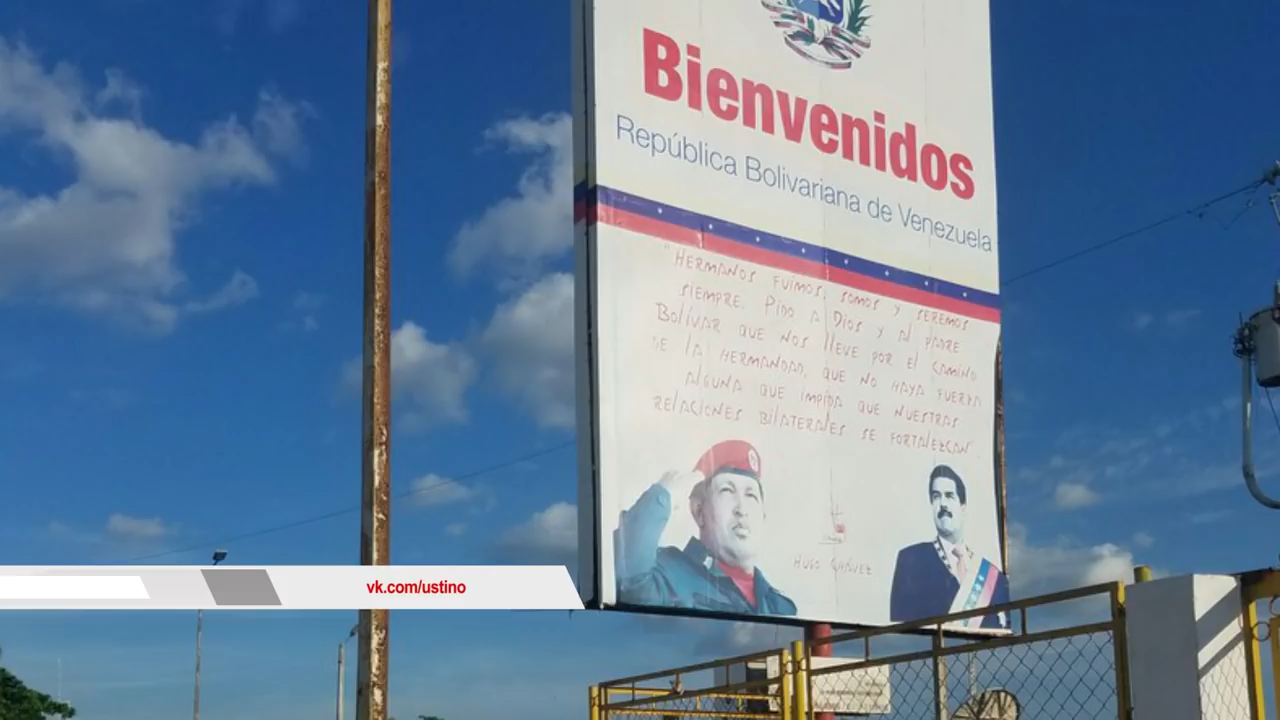 Bienvenidos
República Bolivariana de Venezuela
"HERMANOS FUIMOS, SOMOS Y SEREMOS
SIEMPRE. PIDO A DIOS Y AL PADRE
BOLÍVAR QUE NOS LLEVE POR EL CAMINO
DE LA HERMANDAD, QUE NO HAYA FUERZA
ALGUNA QUE IMPIDA QUE NUESTRAS
RELACIONES BILATERALES SE FORTALEZCAN"
HUGO CHÁVEZ
vk.com/ustino